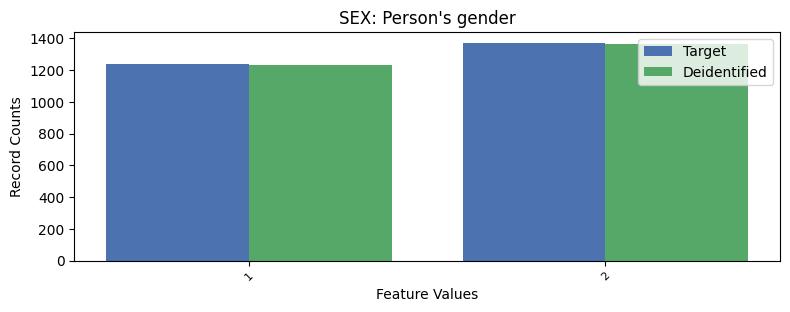 SEX: Person's gender
Target
Deidentified
Record Counts
1400
1200
1000
800
600
400
200
0
1
2
Feature Values